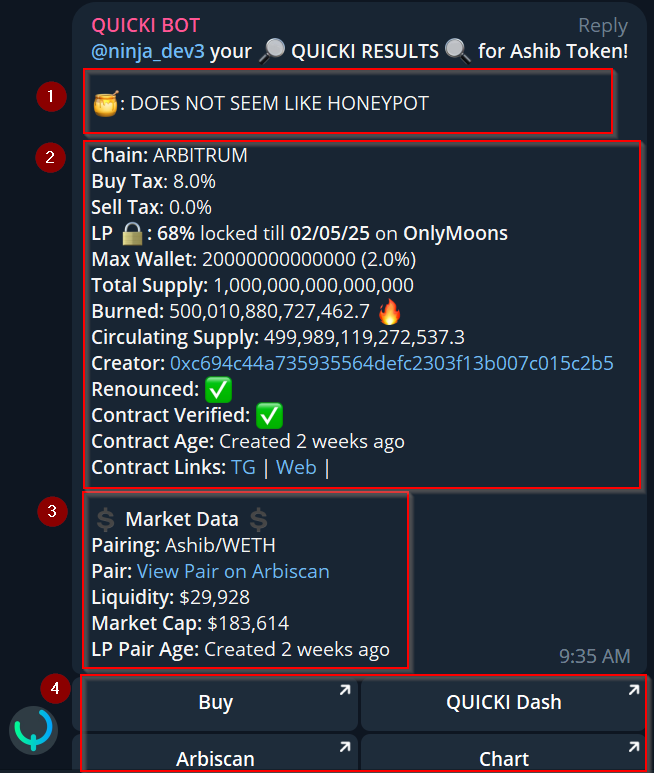 QUICKI BOT Reply
@ninja_dev3 your 🔎 QUICKI RESULTS 🔍 for Ashib Token!
1
🍯: DOES NOT SEEM LIKE HONEYPOT
2
Chain: ARBITRUM
Buy Tax: 8.0%
Sell Tax: 0.0%
LP 🔒: 68% locked till 02/05/25 on OnlyMoons
Max Wallet: 20000000000000 (2.0%)
Total Supply: 1,000,000,000,000,000
Burned: 500,010,880,727,462.7 🔥
Circulating Supply: 499,989,119,272,537.3
Creator: 0xc694c44a735935564defc2303f13b007c015c2b5
Renounced: ✅
Contract Verified: ✅
Contract Age: Created 2 weeks ago
Contract Links: TG | Web |
3
💲 Market Data 💲
Pairing: Ashib/WETH
Pair: View Pair on Arbiscan
Liquidity: $29,928
Market Cap: $183,614
LP Pair Age: Created 2 weeks ago
9:35 AM
4
Buy
QUICKI Dash
Arbiscan
Chart